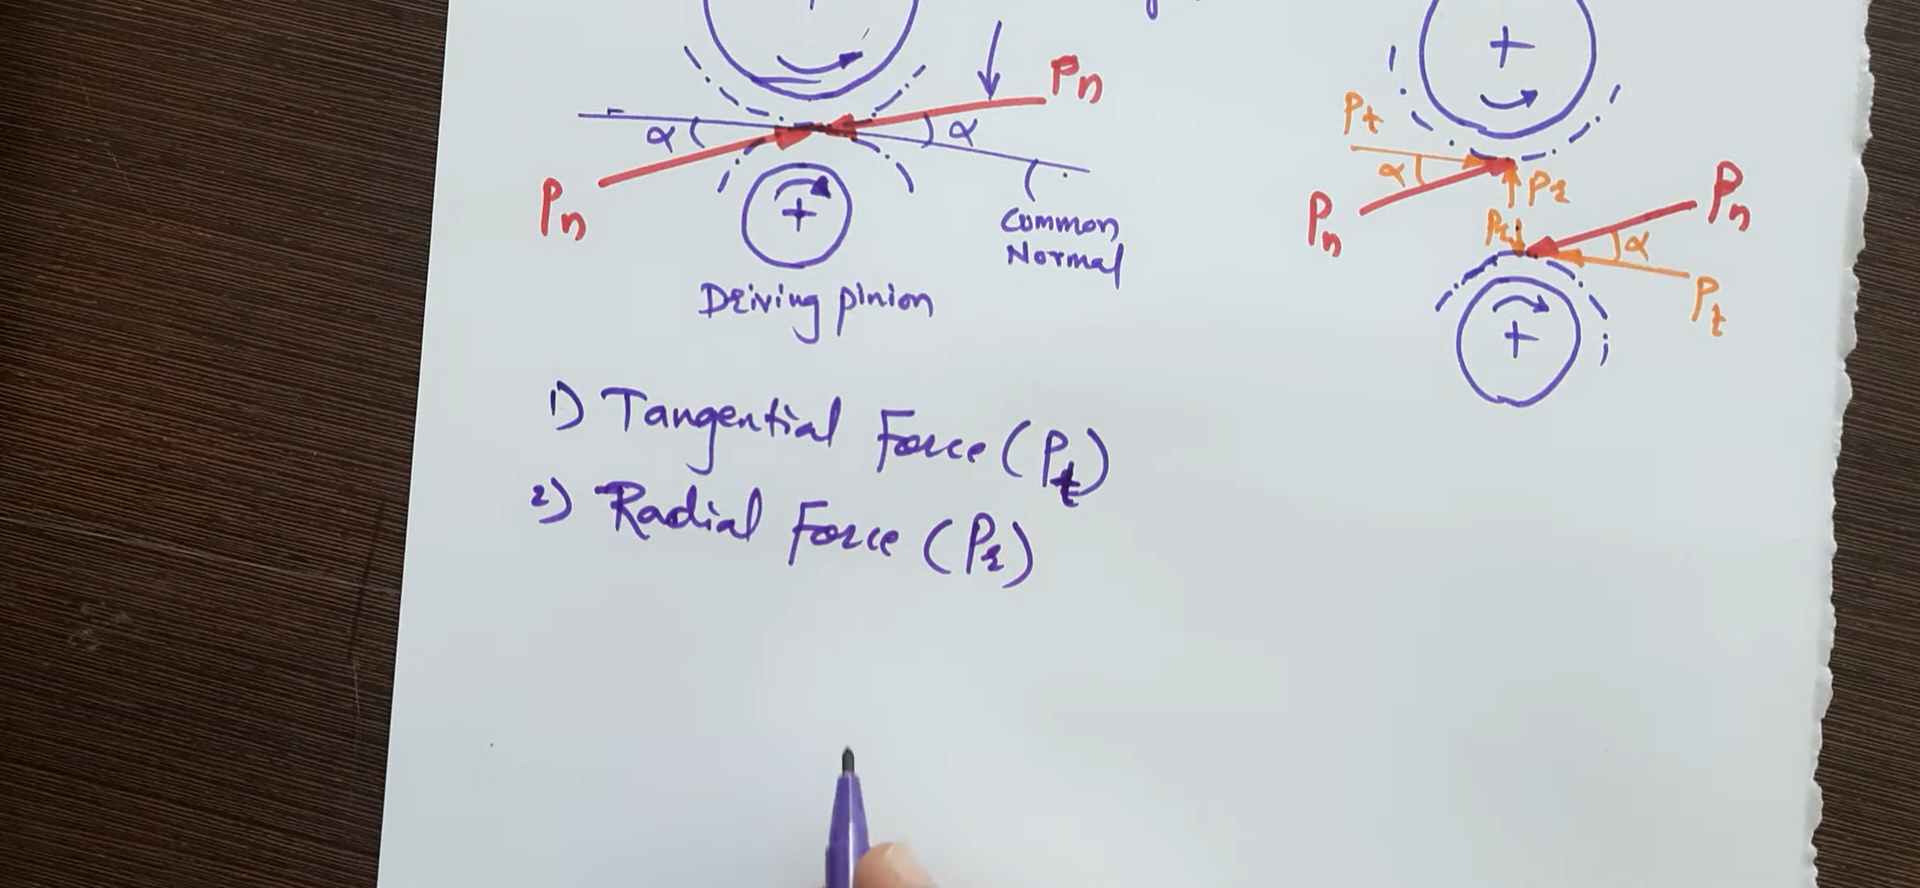 Pn
α
α
Pn
Common
Normal
Driving pinion
Pt
α
Pn
Pr
Pr
Pn
α
Pt
1) Tangential Force (Pt)
2) Radial Force (Pr)